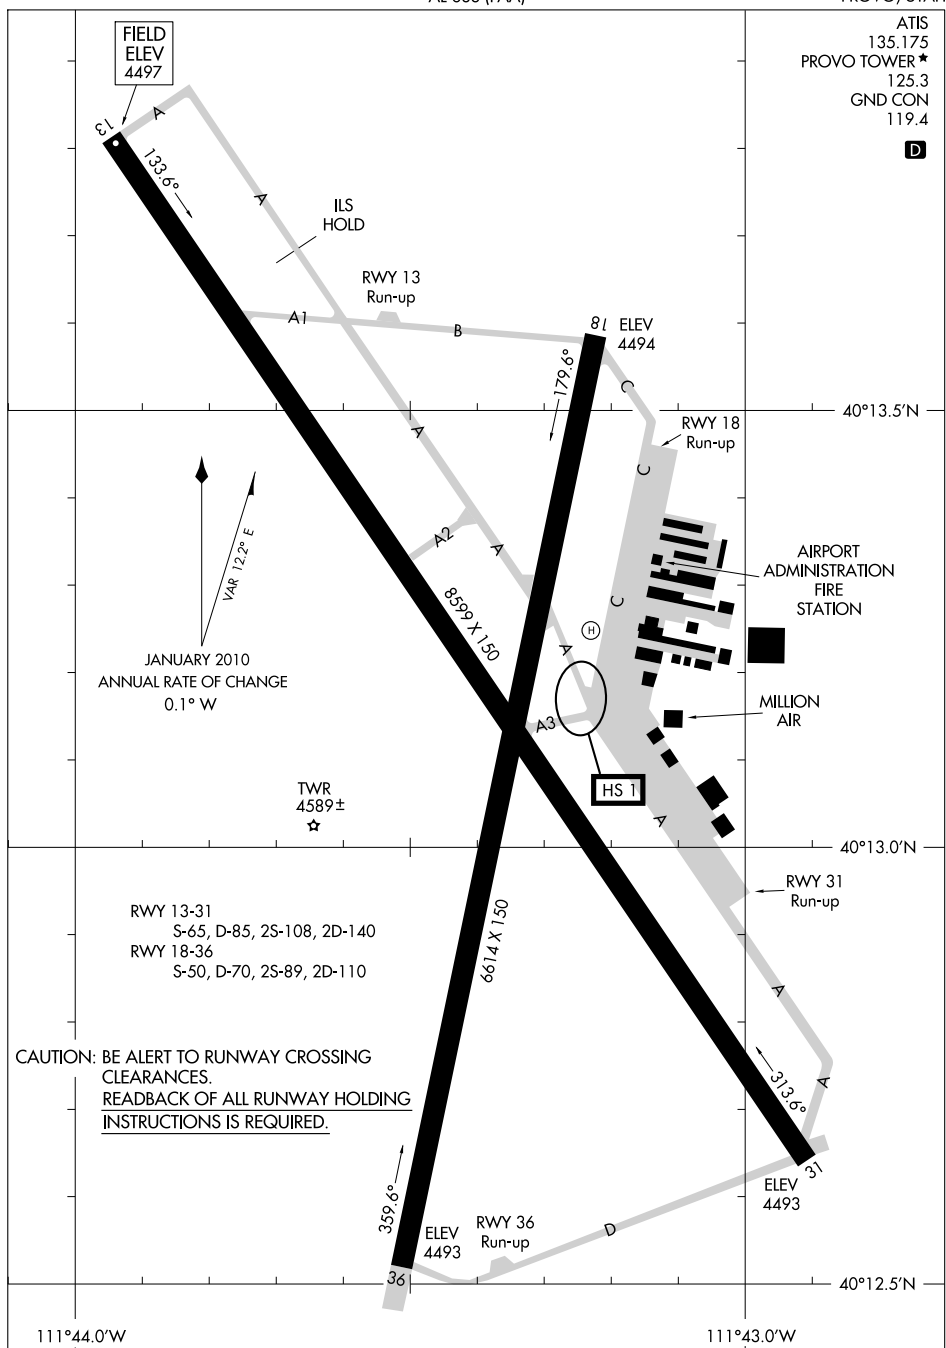 PROVO, UTAH
FIELD
ELEV
4497
ATIS
135.175
PROVO TOWER★
125.3
GND CON
119.4
D
A
13
133.6°
A
ILS
HOLD
RWY 13
Run-up
A1
B
18
ELEV
4494
179.6°
C
40°13.5'N
RWY 18
Run-up
A
C
VAR 12.2° E
A2
A
8599 X 150
AIRPORT
ADMINISTRATION
FIRE
STATION
C
H
A
JANUARY 2010
ANNUAL RATE OF CHANGE
0.1° W
MILLION
AIR
A3
HS 1
TWR
4589±
A
40°13.0'N
RWY 31
Run-up
RWY 13-31
S-65, D-85, 2S-108, 2D-140
RWY 18-36
S-50, D-70, 2S-89, 2D-110
6614 X 150
A
CAUTION: BE ALERT TO RUNWAY CROSSING
CLEARANCES.
READBACK OF ALL RUNWAY HOLDING
INSTRUCTIONS IS REQUIRED.
313.6°
A
31
ELEV
4493
359.6°
ELEV
4493
RWY 36
Run-up
D
36
40°12.5'N
111°44.0'W
111°43.0'W